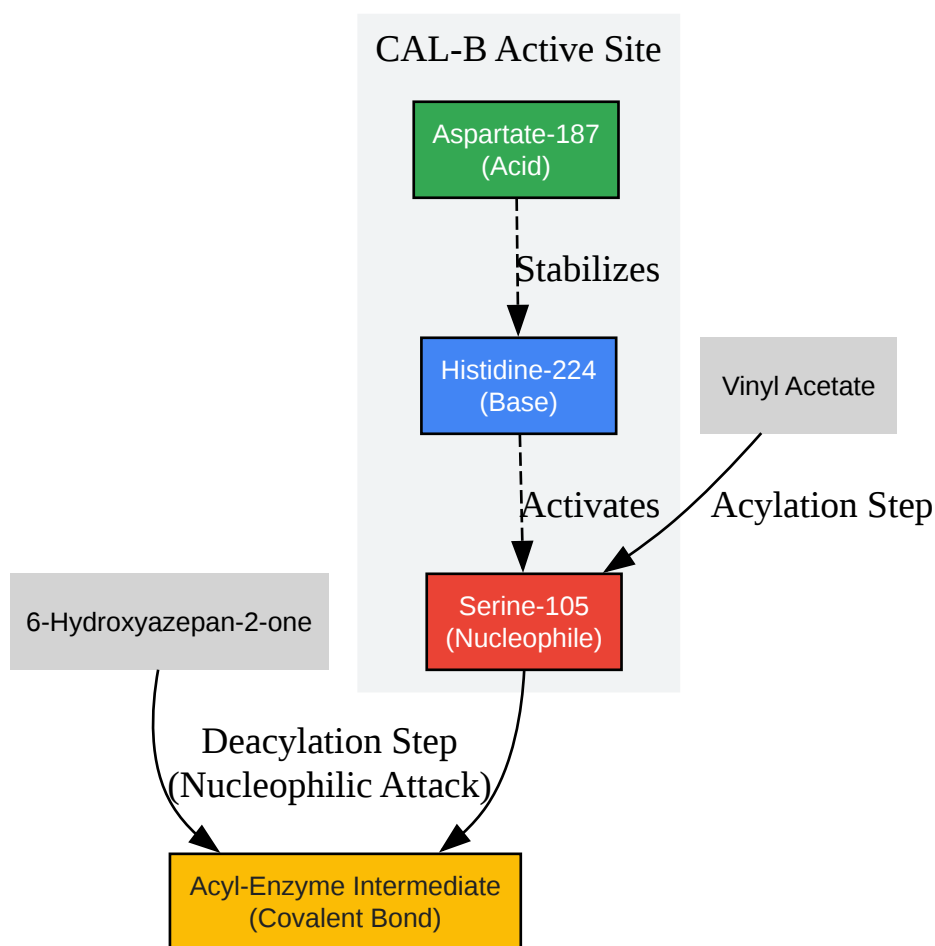 CAL-B Active Site
Aspartate-187
(Acid)
Stabilizes
Histidine-224
(Base)
Vinyl Acetate
Activates
Acylation Step
6-Hydroxyazepan-2-one
Serine-105
(Nucleophile)
Deacylation Step
(Nucleophilic Attack)
Acyl-Enzyme Intermediate
(Covalent Bond)